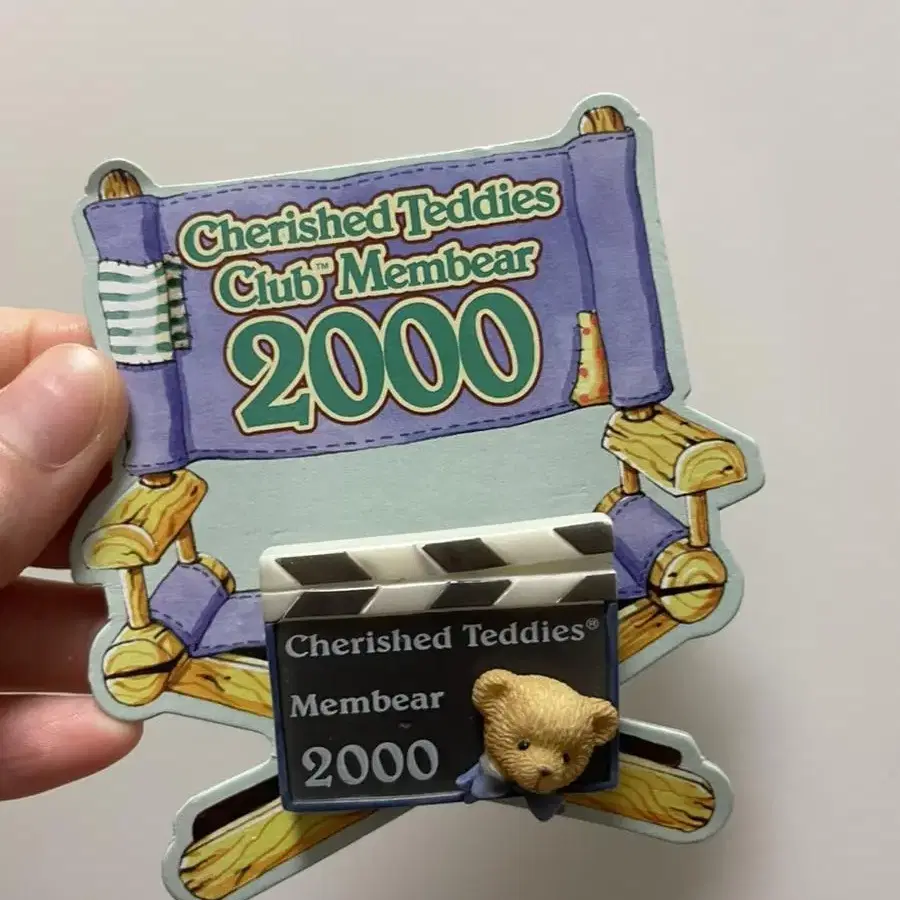 Cherished Teddies
Club™ Membear
2000
Cherished Teddies®
Membear
2000